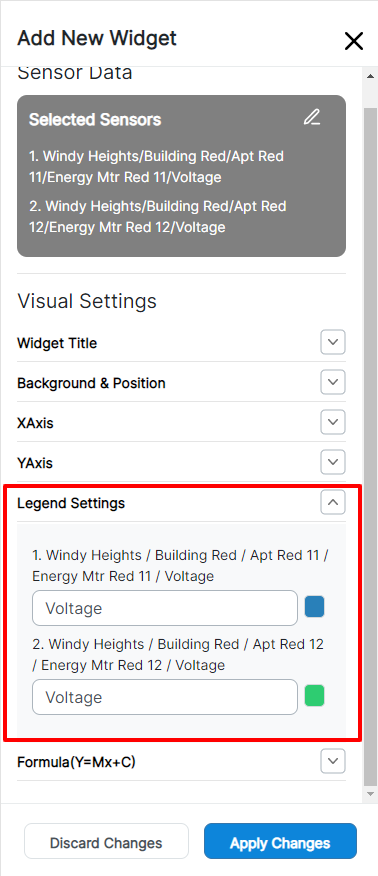 Add New Widget
Sensor Data
Selected Sensors
1. Windy Heights/Building Red/Apt Red
11/Energy Mtr Red 11/Voltage
2. Windy Heights/Building Red/Apt Red
12/Energy Mtr Red 12/Voltage
Visual Settings
Widget Title
Background & Position
XAxis
YAxis
Legend Settings
1. Windy Heights / Building Red / Apt Red 11 /
Energy Mtr Red 11 / Voltage
Voltage
2. Windy Heights / Building Red / Apt Red 12
/ Energy Mtr Red 12 / Voltage
Voltage
Formula(Y=Mx+C)
Discard Changes
Apply Changes